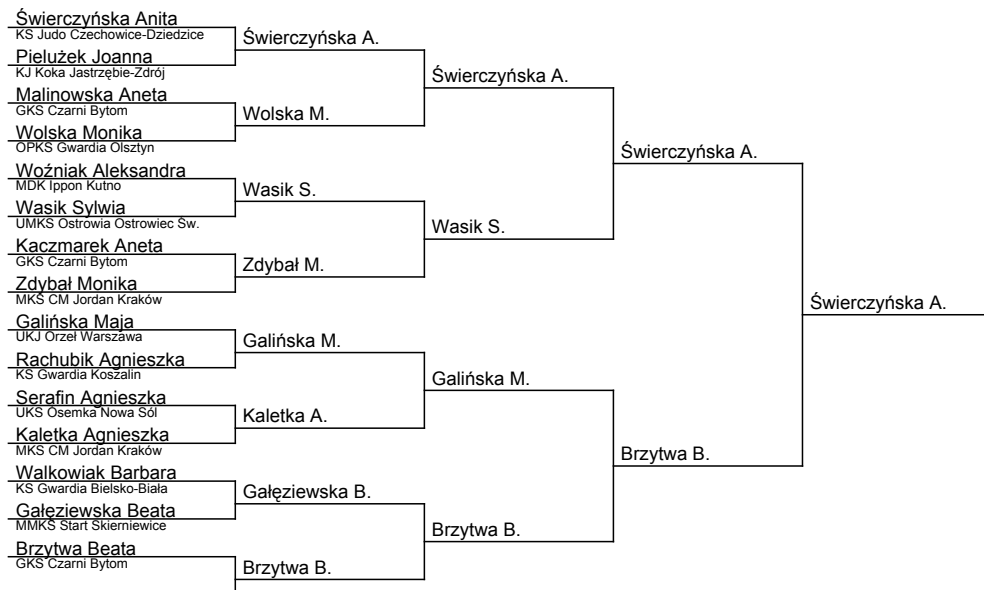 Świerczyńska Anita
KS Judo Czechowice-Dziedzice
Świerczyńska A.
Pielużek Joanna
KJ Koka Jastrzębie-Zdrój
Świerczyńska A.
Malinowska Aneta
GKS Czarni Bytom
Wolska M.
Wolska Monika
OPKS Gwardia Olsztyn
Świerczyńska A.
Woźniak Aleksandra
MDK Ippon Kutno
Wasik S.
Wasik Sylwia
UMKS Ostrovia Ostrowiec Św.
Wasik S.
Kaczmarek Aneta
GKS Czarni Bytom
Zdybał M.
Zdybał Monika
MKS CM Jordan Kraków
Świerczyńska A.
Galińska Maja
UKJ Orzeł Warszawa
Galińska M.
Rachubik Agnieszka
KS Gwardia Koszalin
Galińska M.
Serafin Agnieszka
UKS Ósemka Nowa Sól
Kaletka A.
Kaletka Agnieszka
MKS CM Jordan Kraków
Brzytwa B.
Walkowiak Barbara
KS Gwardia Bielsko-Biała
Gałęziewska B.
Gałęziewska Beata
MMKS Start Skierniewice
Brzytwa B.
Brzytwa Beata
GKS Czarni Bytom
Brzytwa B.